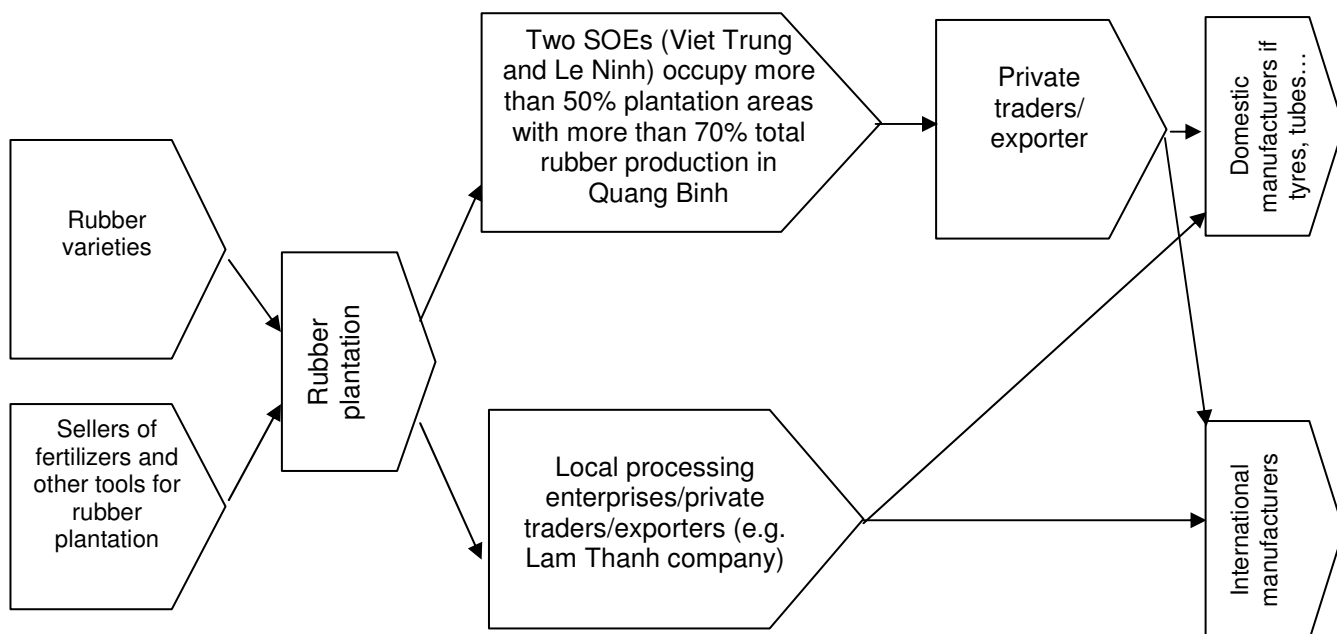 Rubber
varieties
Sellers of
fertilizers and
other tools for
rubber
plantation
Rubber
plantation
Two SOEs (Viet Trung
and Le Ninh) occupy more
than 50% plantation areas
with more than 70% total
rubber production in
Quang Binh
Local processing
enterprises/private
traders/exporters (e.g.
Lam Thanh company)
Private
traders/
exporter
Domestic
manufacturers if
tyres, tubes…
International
manufacturers